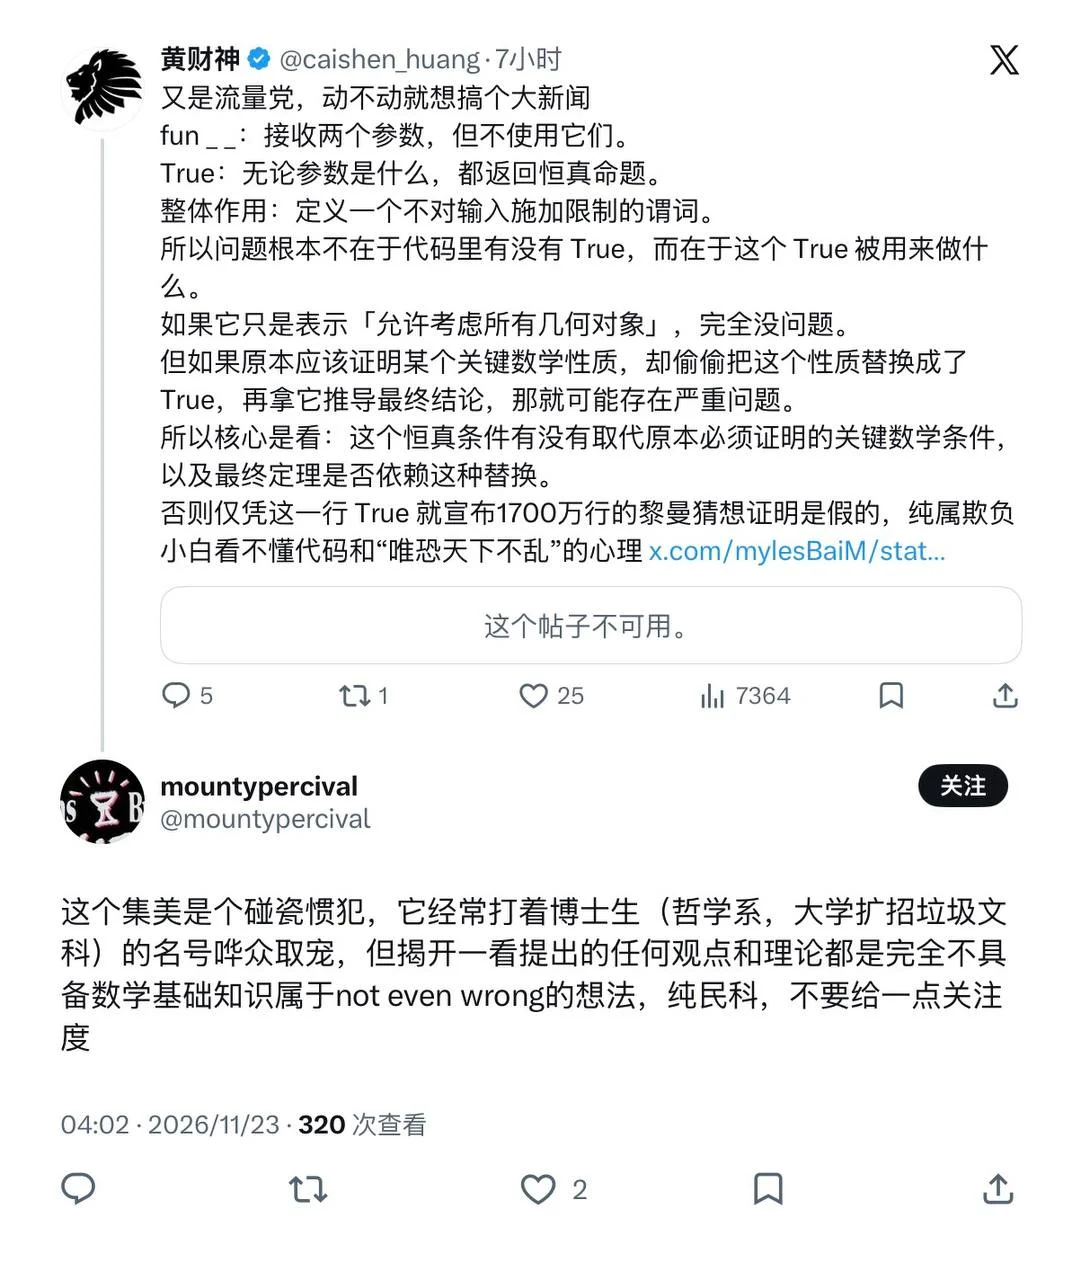 黄财神 @caishen_huang · 7小时
又是流量党，动不动就想搞个大新闻
fun _ _：接收两个参数，但不使用它们。
True：无论参数是什么，都返回恒真命题。
整体作用：定义一个不对输入施加限制的谓词。
所以问题根本不在于代码里有没有 True，而在于这个 True 被用来做什
么。
如果它只是表示「允许考虑所有几何对象」，完全没问题。
但如果原本应该证明某个关键数学性质，却偷偷把这个性质替换成了
True，再拿它推导最终结论，那就可能存在严重问题。
所以核心是看：这个恒真条件有没有取代原本必须证明的关键数学条件，
以及最终定理是否依赖这种替换。
否则仅凭这一行 True 就宣布1700万行的黎曼猜想证明是假的，纯属欺负
小白看不懂代码和“唯恐天下不乱”的心理 x.com/mylesBaiM/stat...
这个帖子不可用。
5 1 25 7364
S B
mountypercival
关注
@mountypercival
这个集美是个碰瓷惯犯，它经常打着博士生（哲学系，大学扩招垃圾文
科）的名号哗众取宠，但揭开一看提出的任何观点和理论都是完全不具
备数学基础知识属于not even wrong的想法，纯民科，不要给一点关注
度
04:02 · 2026/11/23 · 320 次查看
2